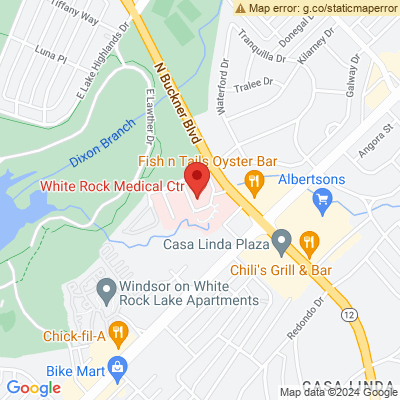 Map error: g.co/staticmaperror
Tiffany Way
E Lake Highlands Dr
Luna Pl
N Buckner Blvd
Donegal D
Kilarney Dr
Tranquilla Dr
Waterford Dr
Tralee Dr
Galway Dr
E Lawther Dr
Dixon Branch
Angora St
Fish n Tails Oyster Bar
White Rock Medical Ctr
Albertsons
Casa Linda Plaza
Windsor on White
Rock Lake Apartments
Chili's Grill & Bar
Redondo Dr
12
Chick-fil-A
Bike Mart
CASA LINDA
Google
Map data ©2024 Google